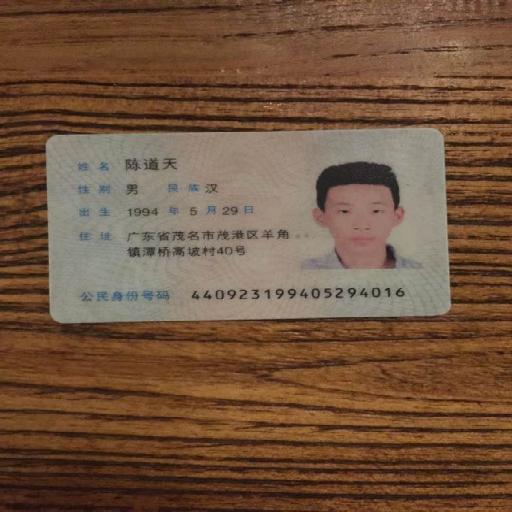 姓名 陈道天
性别 男 民族 汉
出生 1994 年 5 月 29 日
住址 广东省茂名市茂港区羊角
镇潭桥高坡村40号
公民身份号码 440923199405294016